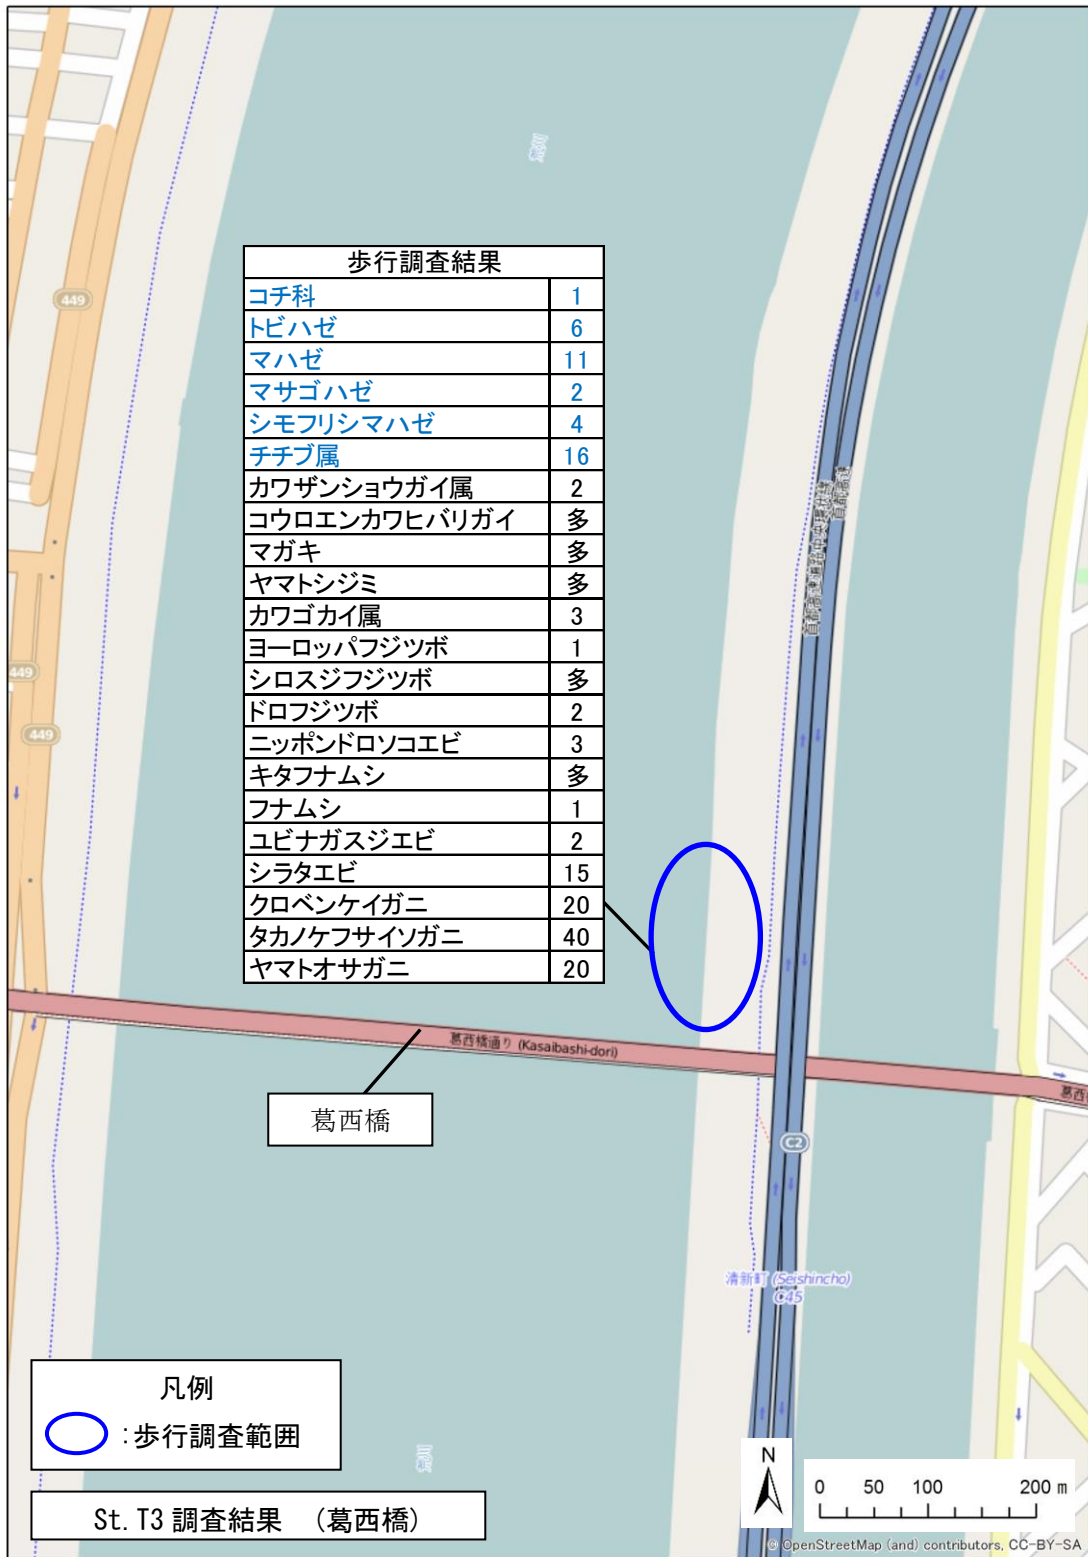 449
歩行調査結果
コチ科 1
トビハゼ 6
マハゼ 11
マサゴハゼ 2
シモフリシマハゼ 4
チチブ属 16
カワザンショウガイ属 2
コウロエンカワヒバリガイ 多
マガキ 多
ヤマトシジミ 多
カワゴカイ属 3
ヨーロッパフジツボ 1
シロスジフジツボ 多
ドロフジツボ 2
ニッポンドロソコエビ 3
キタフナムシ 多
フナムシ 1
ユビナガスジエビ 2
シラタエビ 15
クロベンケイガニ 20
タカノケフサイソガニ 40
ヤマトオサガニ 20
首都高速
449
449
葛西橋通り (Kasaibashi-dori)
葛西橋
葛西
C2
清新町 (Seishincho)
C45
凡例
:歩行調査範囲
St. T3 調査結果 （葛西橋）
N
0 50 100 200 m
© OpenStreetMap (and) contributors, CC-BY-SA